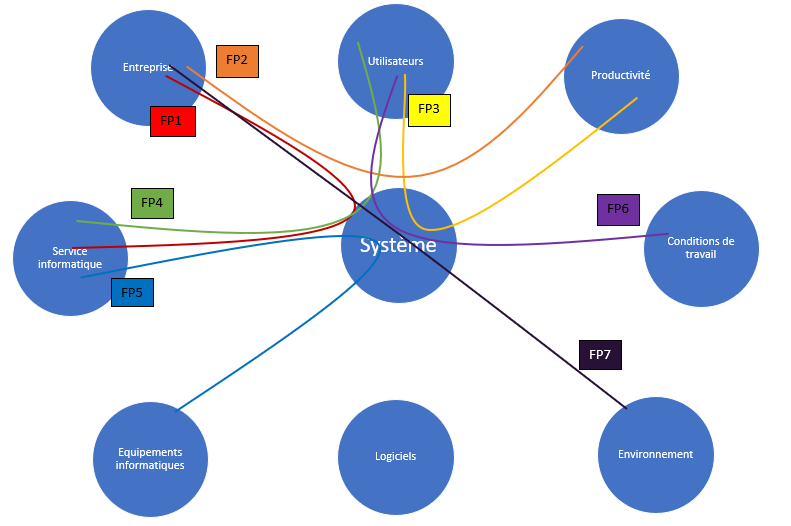 Entreprise
FP2
Utilisateurs
Productivité
FP1
FP3
FP4
FP6
Service
informatique
Système
Conditions de
travail
FP5
FP7
Equipements
informatiques
Logiciels
Environnement